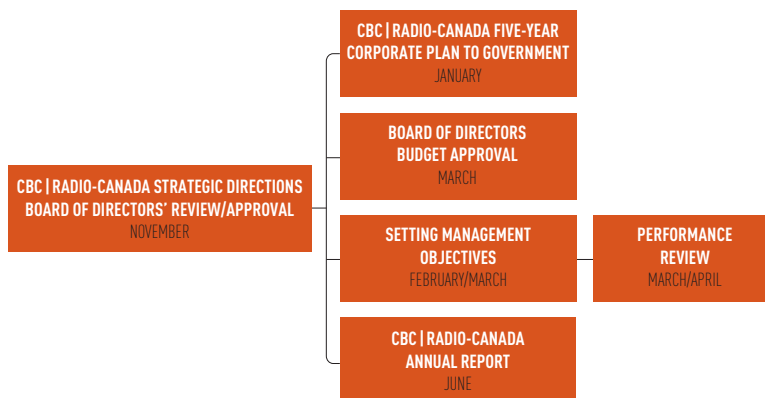 CBC | RADIO-CANADA FIVE-YEAR
CORPORATE PLAN TO GOVERNMENT
JANUARY
BOARD OF DIRECTORS
BUDGET APPROVAL
MARCH
CBC | RADIO-CANADA STRATEGIC DIRECTIONS
BOARD OF DIRECTORS’ REVIEW/APPROVAL
NOVEMBER
SETTING MANAGEMENT
OBJECTIVES
FEBRUARY/MARCH
PERFORMANCE
REVIEW
MARCH/APRIL
CBC | RADIO-CANADA
ANNUAL REPORT
JUNE